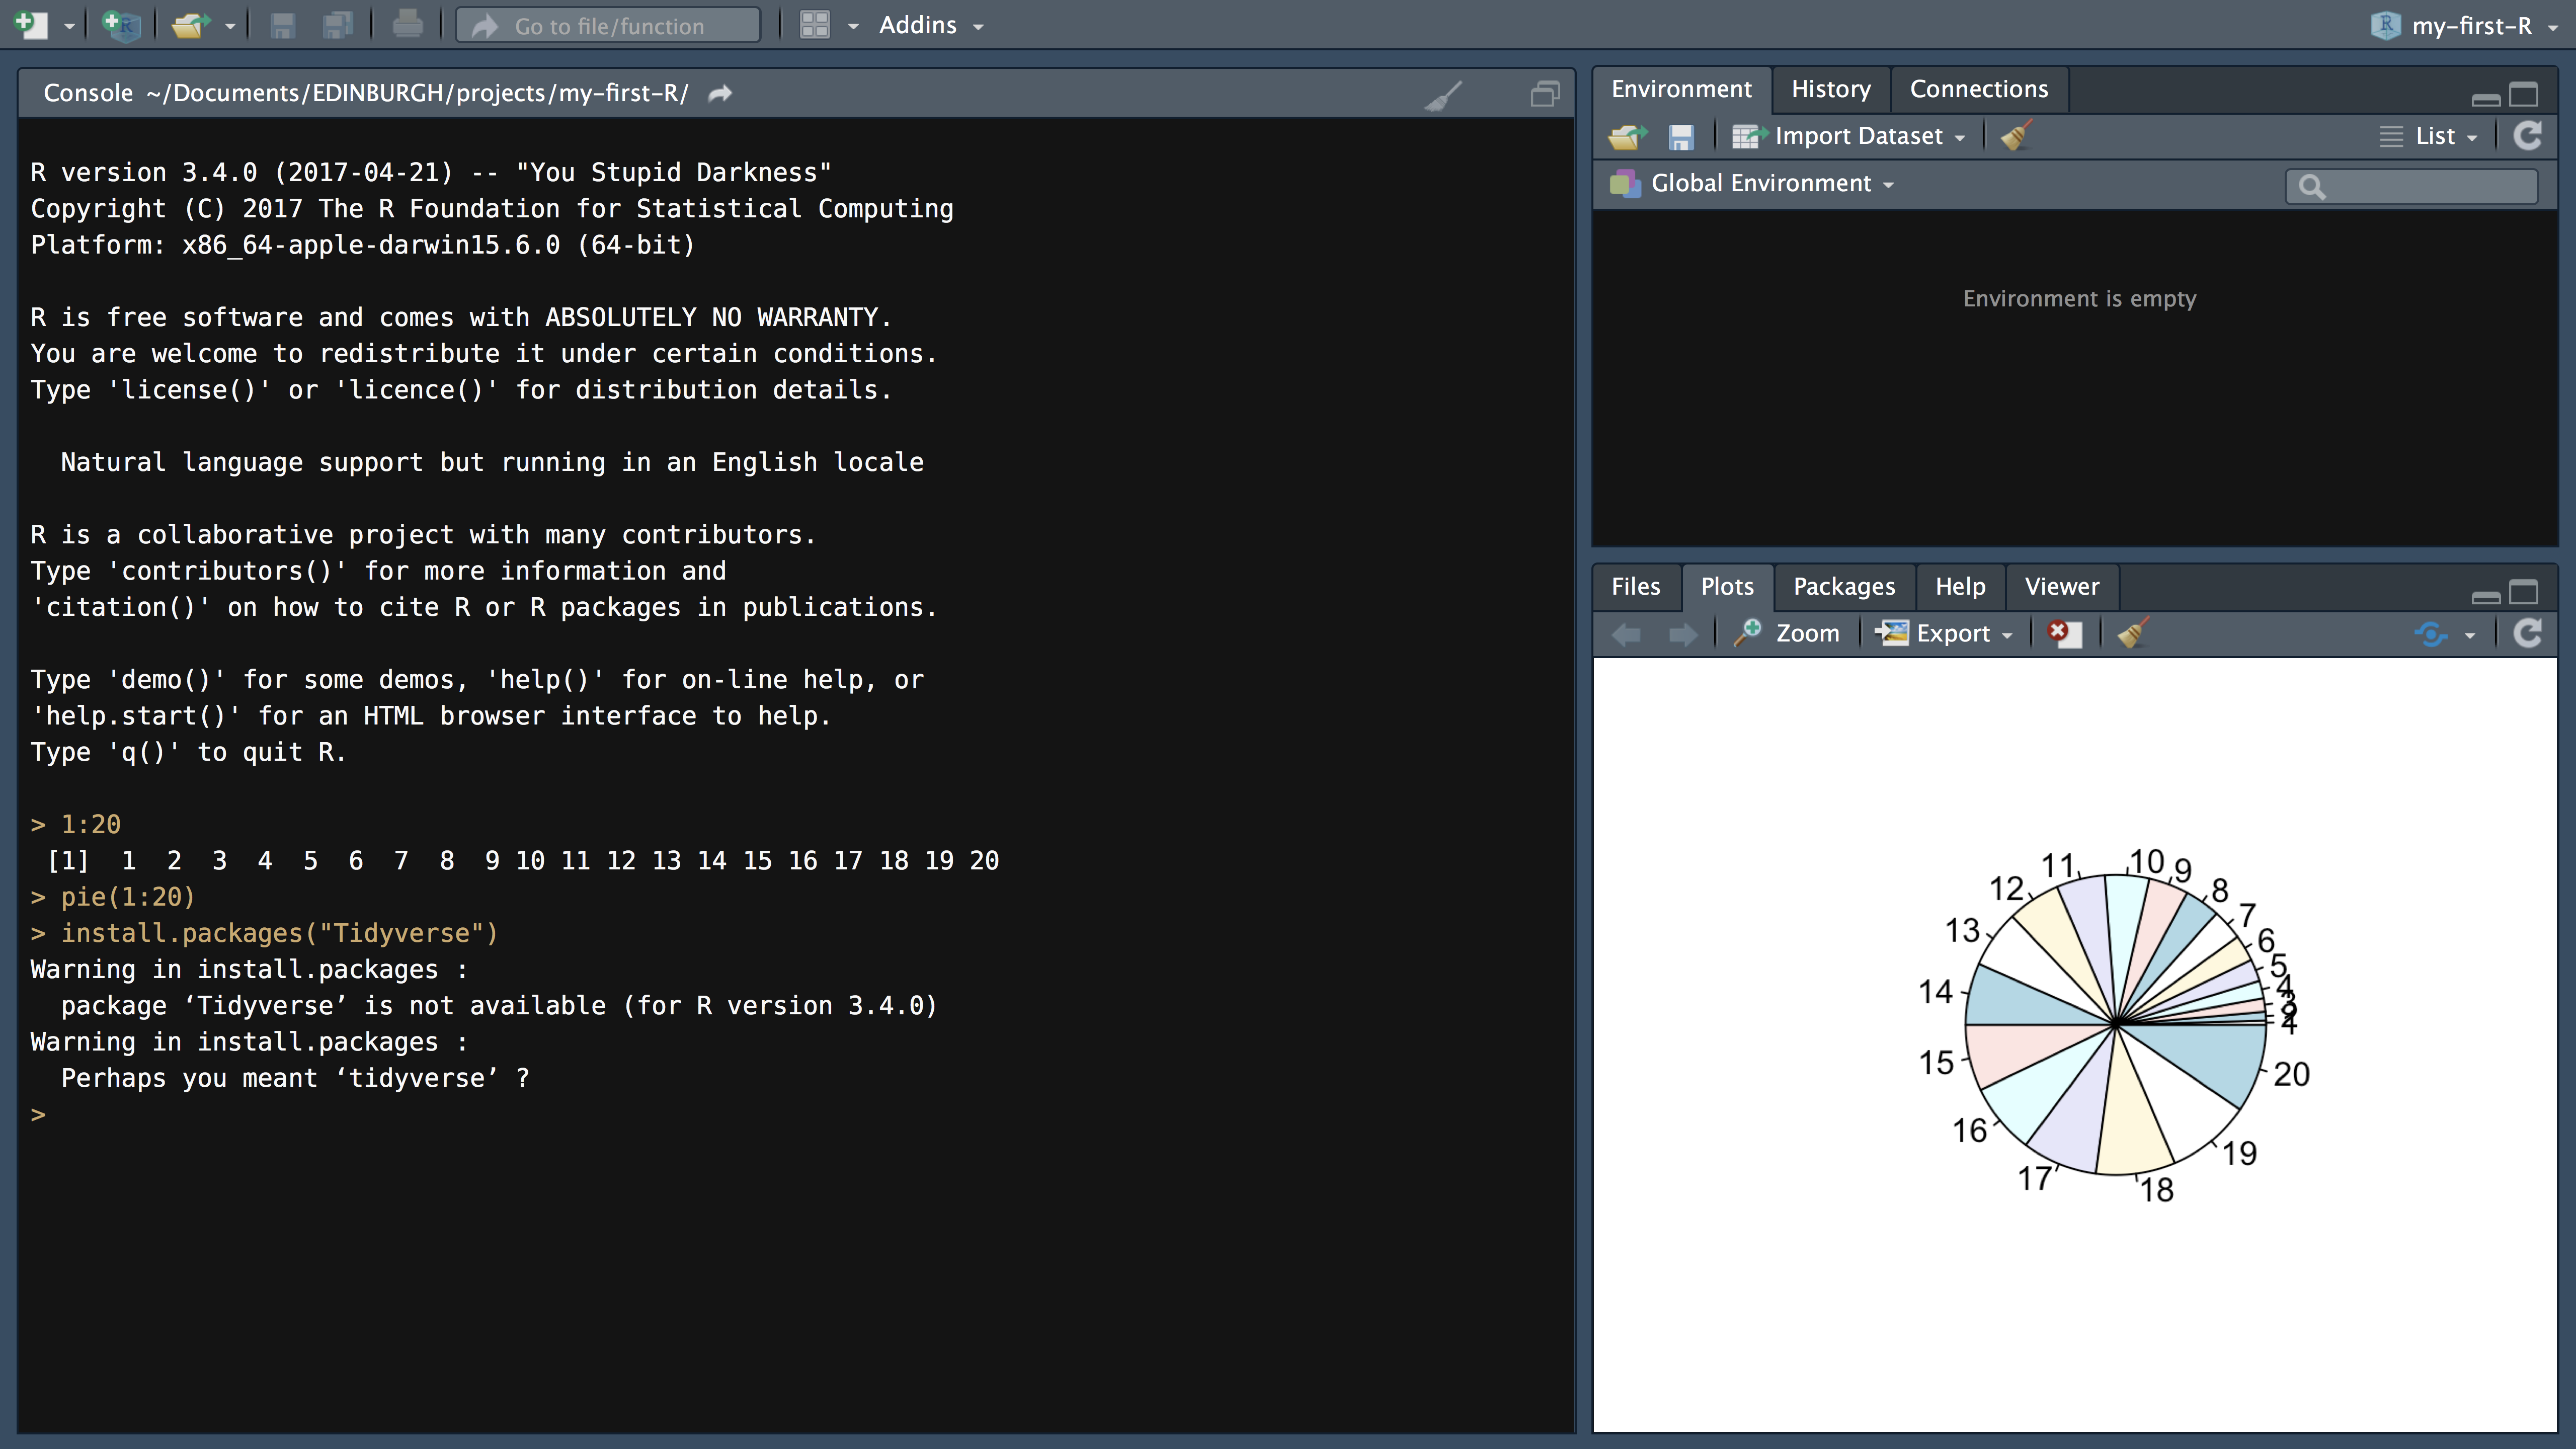 Go to file/function
Addins
my-first-R
Console ~/Documents/EDINBURGH/projects/my-first-R/
R version 3.4.0 (2017-04-21) -- "You Stupid Darkness"
Copyright (C) 2017 The R Foundation for Statistical Computing
Platform: x86_64-apple-darwin15.6.0 (64-bit)
R is free software and comes with ABSOLUTELY NO WARRANTY.
You are welcome to redistribute it under certain conditions.
Type 'license()' or 'licence()' for distribution details.
Natural language support but running in an English locale
R is a collaborative project with many contributors.
Type 'contributors()' for more information and
'citation()' on how to cite R or R packages in publications.
Type 'demo()' for some demos, 'help()' for on-line help, or
'help.start()' for an HTML browser interface to help.
Type 'q()' to quit R.
> 1:20
[1] 1 2 3 4 5 6 7 8 9 10 11 12 13 14 15 16 17 18 19 20
> pie(1:20)
> install.packages("Tidyverse")
Warning in install.packages :
package ‘Tidyverse’ is not available (for R version 3.4.0)
Warning in install.packages :
Perhaps you meant ‘tidyverse’ ?
>
Environment History Connections
Import Dataset
List
Global Environment
Environment is empty
Files Plots Packages Help Viewer
Zoom Export
10
11
9
8
12
7
13
6
5
4
14
15
20
16
19
17
18